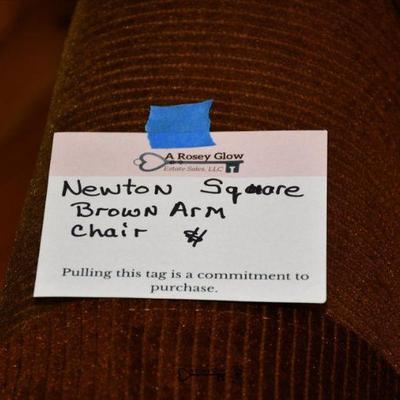 A Rosey Glow
Estate Sales, LLC
Newton Square
Brown Arm
Chair $
Pulling this tag is a commitment to
purchase.